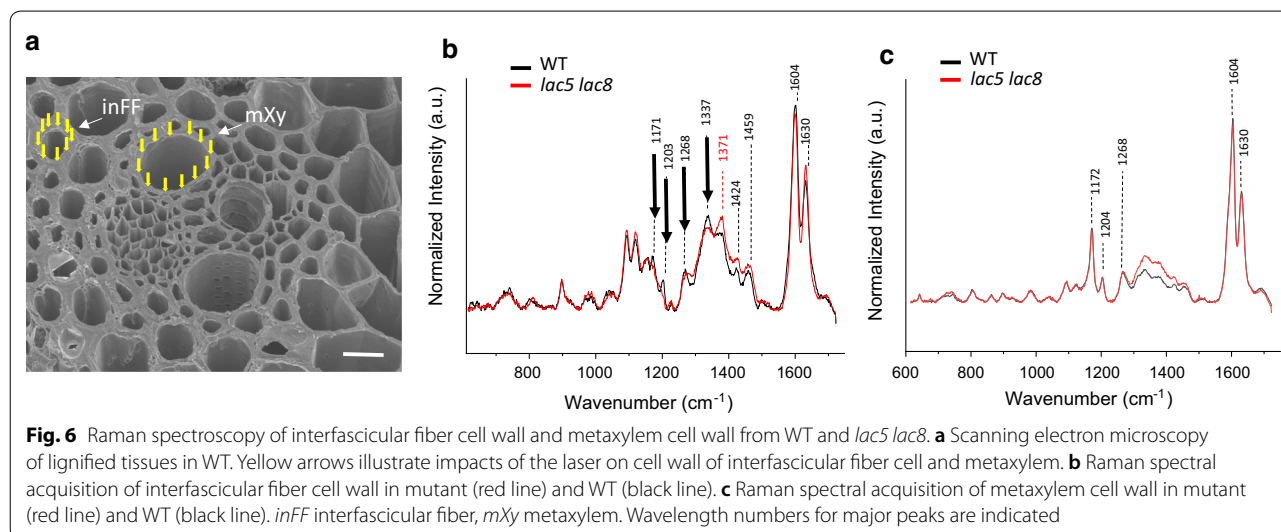 a
inFF
mXy
b
WT
lac5 lac8
Normalized Intensity (a.u.)
1171
1203
1268
1337
1371
1424
1459
1604
1630
800 1000 1200 1400 1600
Wavenumber (cm-1)
c
WT
lac5 lac8
Normalized Intensity (a.u.)
1172
1204
1268
1604
1630
600 800 1000 1200 1400 1600
Wavenumber (cm-1)
Fig. 6 Raman spectroscopy of interfascicular fiber cell wall and metaxylem cell wall from WT and lac5 lac8. a Scanning electron microscopy
of lignified tissues in WT. Yellow arrows illustrate impacts of the laser on cell wall of interfascicular fiber cell and metaxylem. b Raman spectral
acquisition of interfascicular fiber cell wall in mutant (red line) and WT (black line). c Raman spectral acquisition of metaxylem cell wall in mutant
(red line) and WT (black line). inFF interfascicular fiber, mXy metaxylem. Wavelength numbers for major peaks are indicated